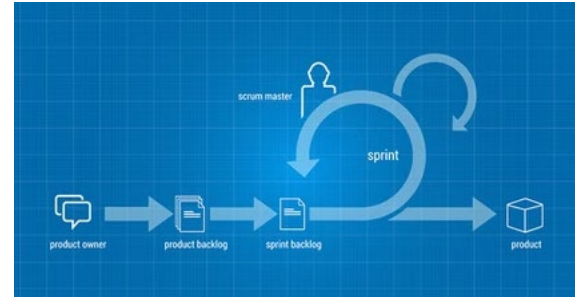 scrum master
sprint
product owner
product backlog
sprint backlog
product